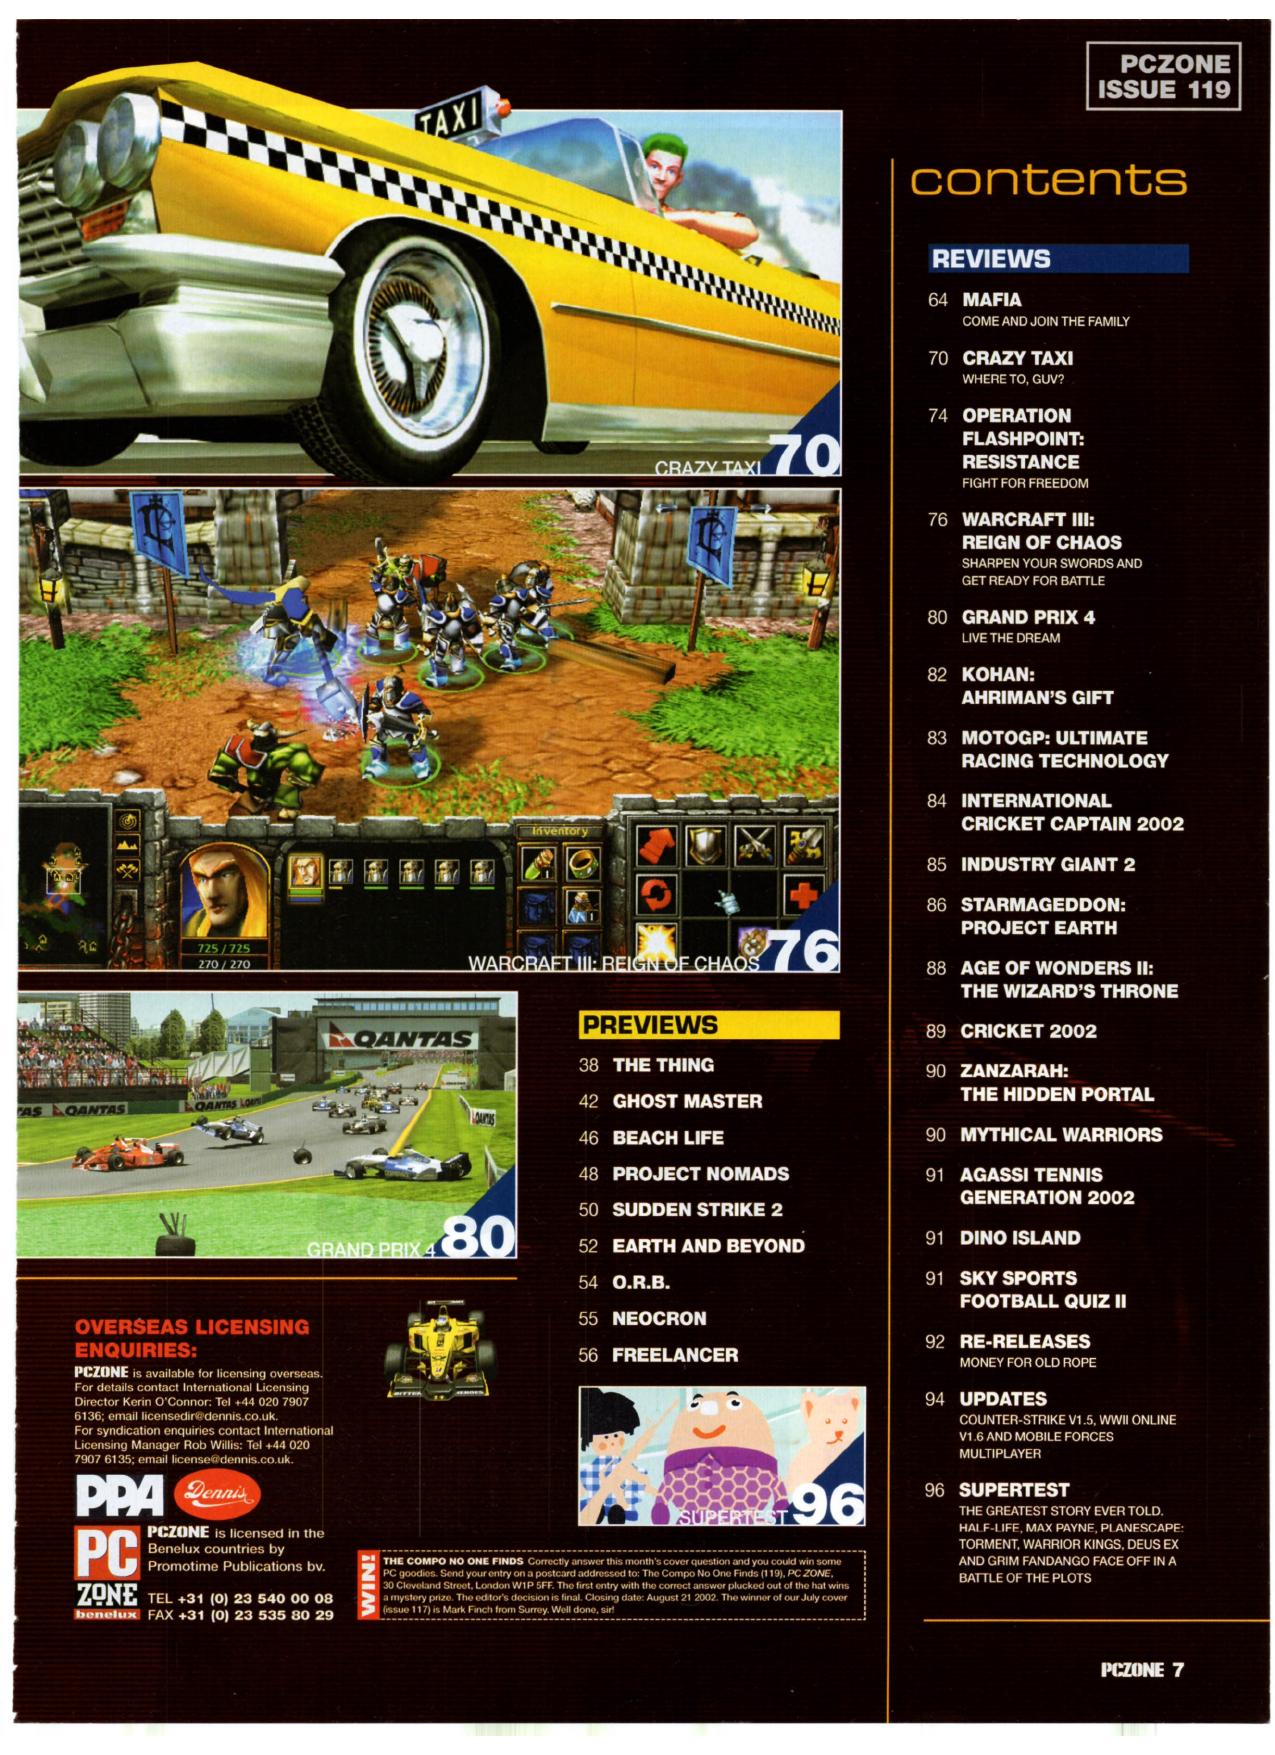 PCZONE
ISSUE 119
contents
TAXI
CRAZY TAXI 70
Inventory
725 / 725
270 / 270
WARCRAFT III: REIGN OF CHAOS 76
QANTAS
QANTAS
QANTAS
GRAND PRIX 4 80
REVIEWS
64 MAFIA
COME AND JOIN THE FAMILY
70 CRAZY TAXI
WHERE TO, GUV?
74 OPERATION
FLASHPOINT:
RESISTANCE
FIGHT FOR FREEDOM
76 WARCRAFT III:
REIGN OF CHAOS
SHARPEN YOUR SWORDS AND
GET READY FOR BATTLE
80 GRAND PRIX 4
LIVE THE DREAM
82 KOHAN:
AHRIMAN'S GIFT
83 MOTOGP: ULTIMATE
RACING TECHNOLOGY
84 INTERNATIONAL
CRICKET CAPTAIN 2002
85 INDUSTRY GIANT 2
86 STARMAGEDDON:
PROJECT EARTH
88 AGE OF WONDERS II:
THE WIZARD'S THRONE
89 CRICKET 2002
90 ZANZARAH:
THE HIDDEN PORTAL
90 MYTHICAL WARRIORS
91 AGASSI TENNIS
GENERATION 2002
91 DINO ISLAND
91 SKY SPORTS
FOOTBALL QUIZ II
92 RE-RELEASES
MONEY FOR OLD ROPE
94 UPDATES
COUNTER-STRIKE V1.5, WWII ONLINE
V1.6 AND MOBILE FORCES
MULTIPLAYER
96 SUPERTEST
THE GREATEST STORY EVER TOLD.
HALF-LIFE, MAX PAYNE, PLANESCAPE:
TORMENT, WARRIOR KINGS, DEUS EX
AND GRIM FANDANGO FACE OFF IN A
BATTLE OF THE PLOTS
PREVIEWS
38 THE THING
42 GHOST MASTER
46 BEACH LIFE
48 PROJECT NOMADS
50 SUDDEN STRIKE 2
52 EARTH AND BEYOND
54 O.R.B.
55 NEOCRON
56 FREELANCER
SUPERTEST 96
OVERSEAS LICENSING
ENQUIRIES:
PCZONE is available for licensing overseas.
For details contact International Licensing
Director Kerin O'Connor: Tel +44 020 7907
6136; email licensedir@dennis.co.uk.
For syndication enquiries contact International
Licensing Manager Rob Willis: Tel +44 020
7907 6135; email license@dennis.co.uk.
PPA
Dennis
PC
ZONE
benelux
PCZONE is licensed in the
Benelux countries by
Promotime Publications bv.
TEL +31 (0) 23 540 00 08
FAX +31 (0) 23 535 80 29
WIN!
THE COMPO NO ONE FINDS Correctly answer this month's cover question and you could win some
PC goodies. Send your entry on a postcard addressed to: The Compo No One Finds (119), PC ZONE,
30 Cleveland Street, London W1P 5FF. The first entry with the correct answer plucked out of the hat wins
a mystery prize. The editor's decision is final. Closing date: August 21 2002. The winner of our July cover
(issue 117) is Mark Finch from Surrey. Well done, sir!
PCZONE 7